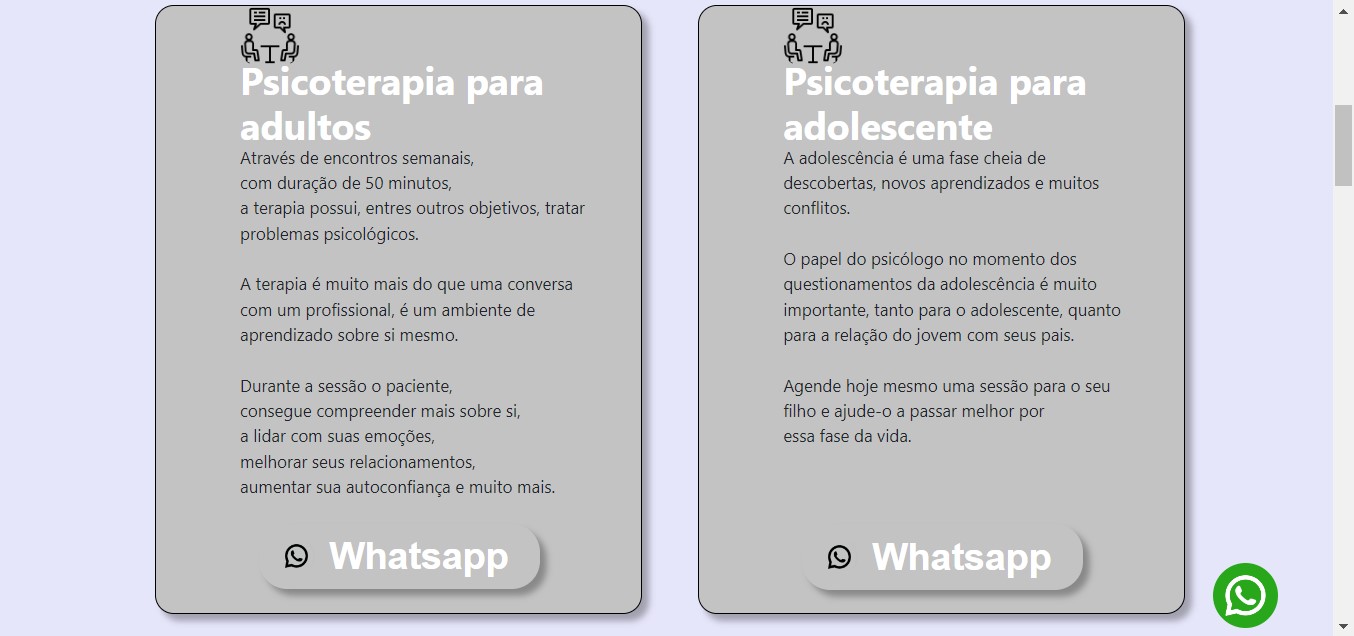 Psicoterapia para
adultos
Através de encontros semanais,
com duração de 50 minutos,
a terapia possui, entres outros objetivos, tratar
problemas psicológicos.
A terapia é muito mais do que uma conversa
com um profissional, é um ambiente de
aprendizado sobre si mesmo.
Durante a sessão o paciente,
consegue compreender mais sobre si,
a lidar com suas emoções,
melhorar seus relacionamentos,
aumentar sua autoconfiança e muito mais.
Whatsapp
Psicoterapia para
adolescente
A adolescência é uma fase cheia de
descobertas, novos aprendizados e muitos
conflitos.
O papel do psicólogo no momento dos
questionamentos da adolescência é muito
importante, tanto para o adolescente, quanto
para a relação do jovem com seus pais.
Agende hoje mesmo uma sessão para o seu
filho e ajude-o a passar melhor por
essa fase da vida.
Whatsapp